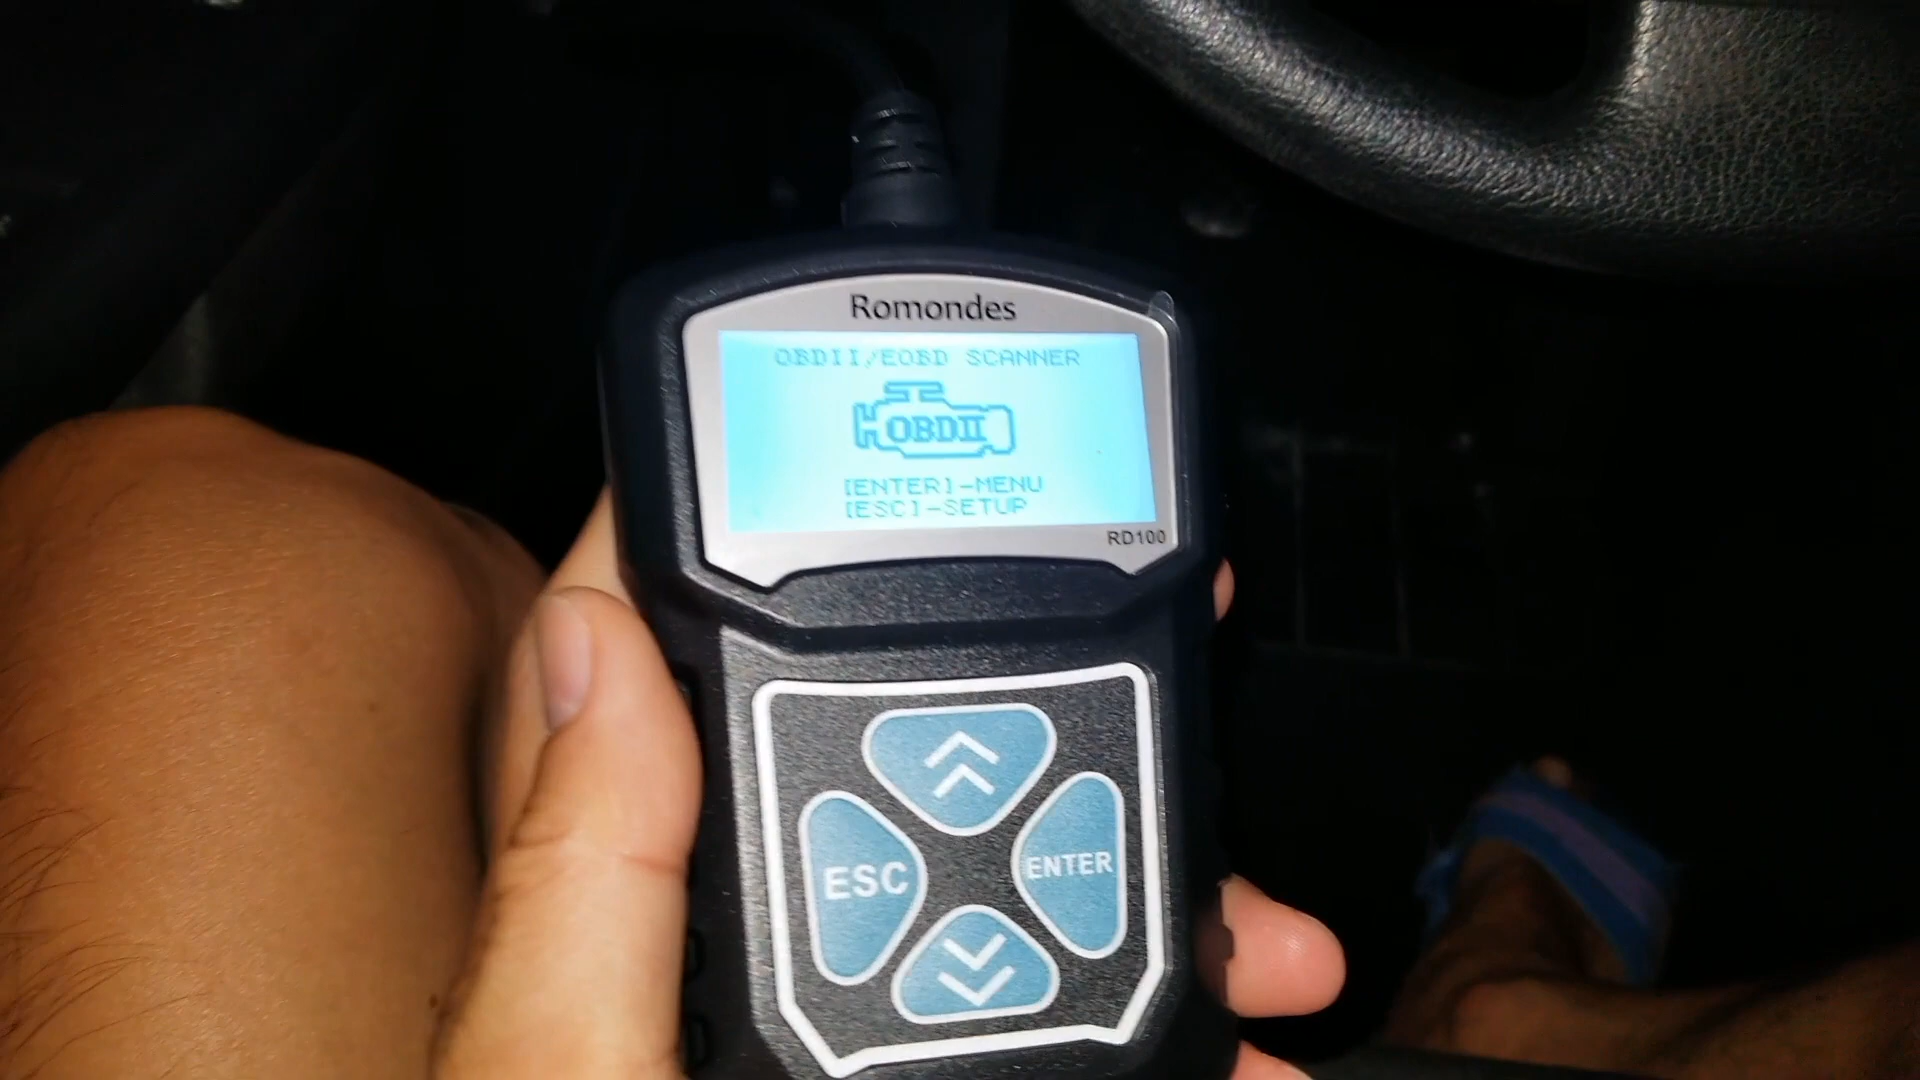 Romondes
OBDII/EOBD SCANNER
OBDII
[ENTER]-MENU
[ESC]-SETUP
RD100
ESC
ENTER